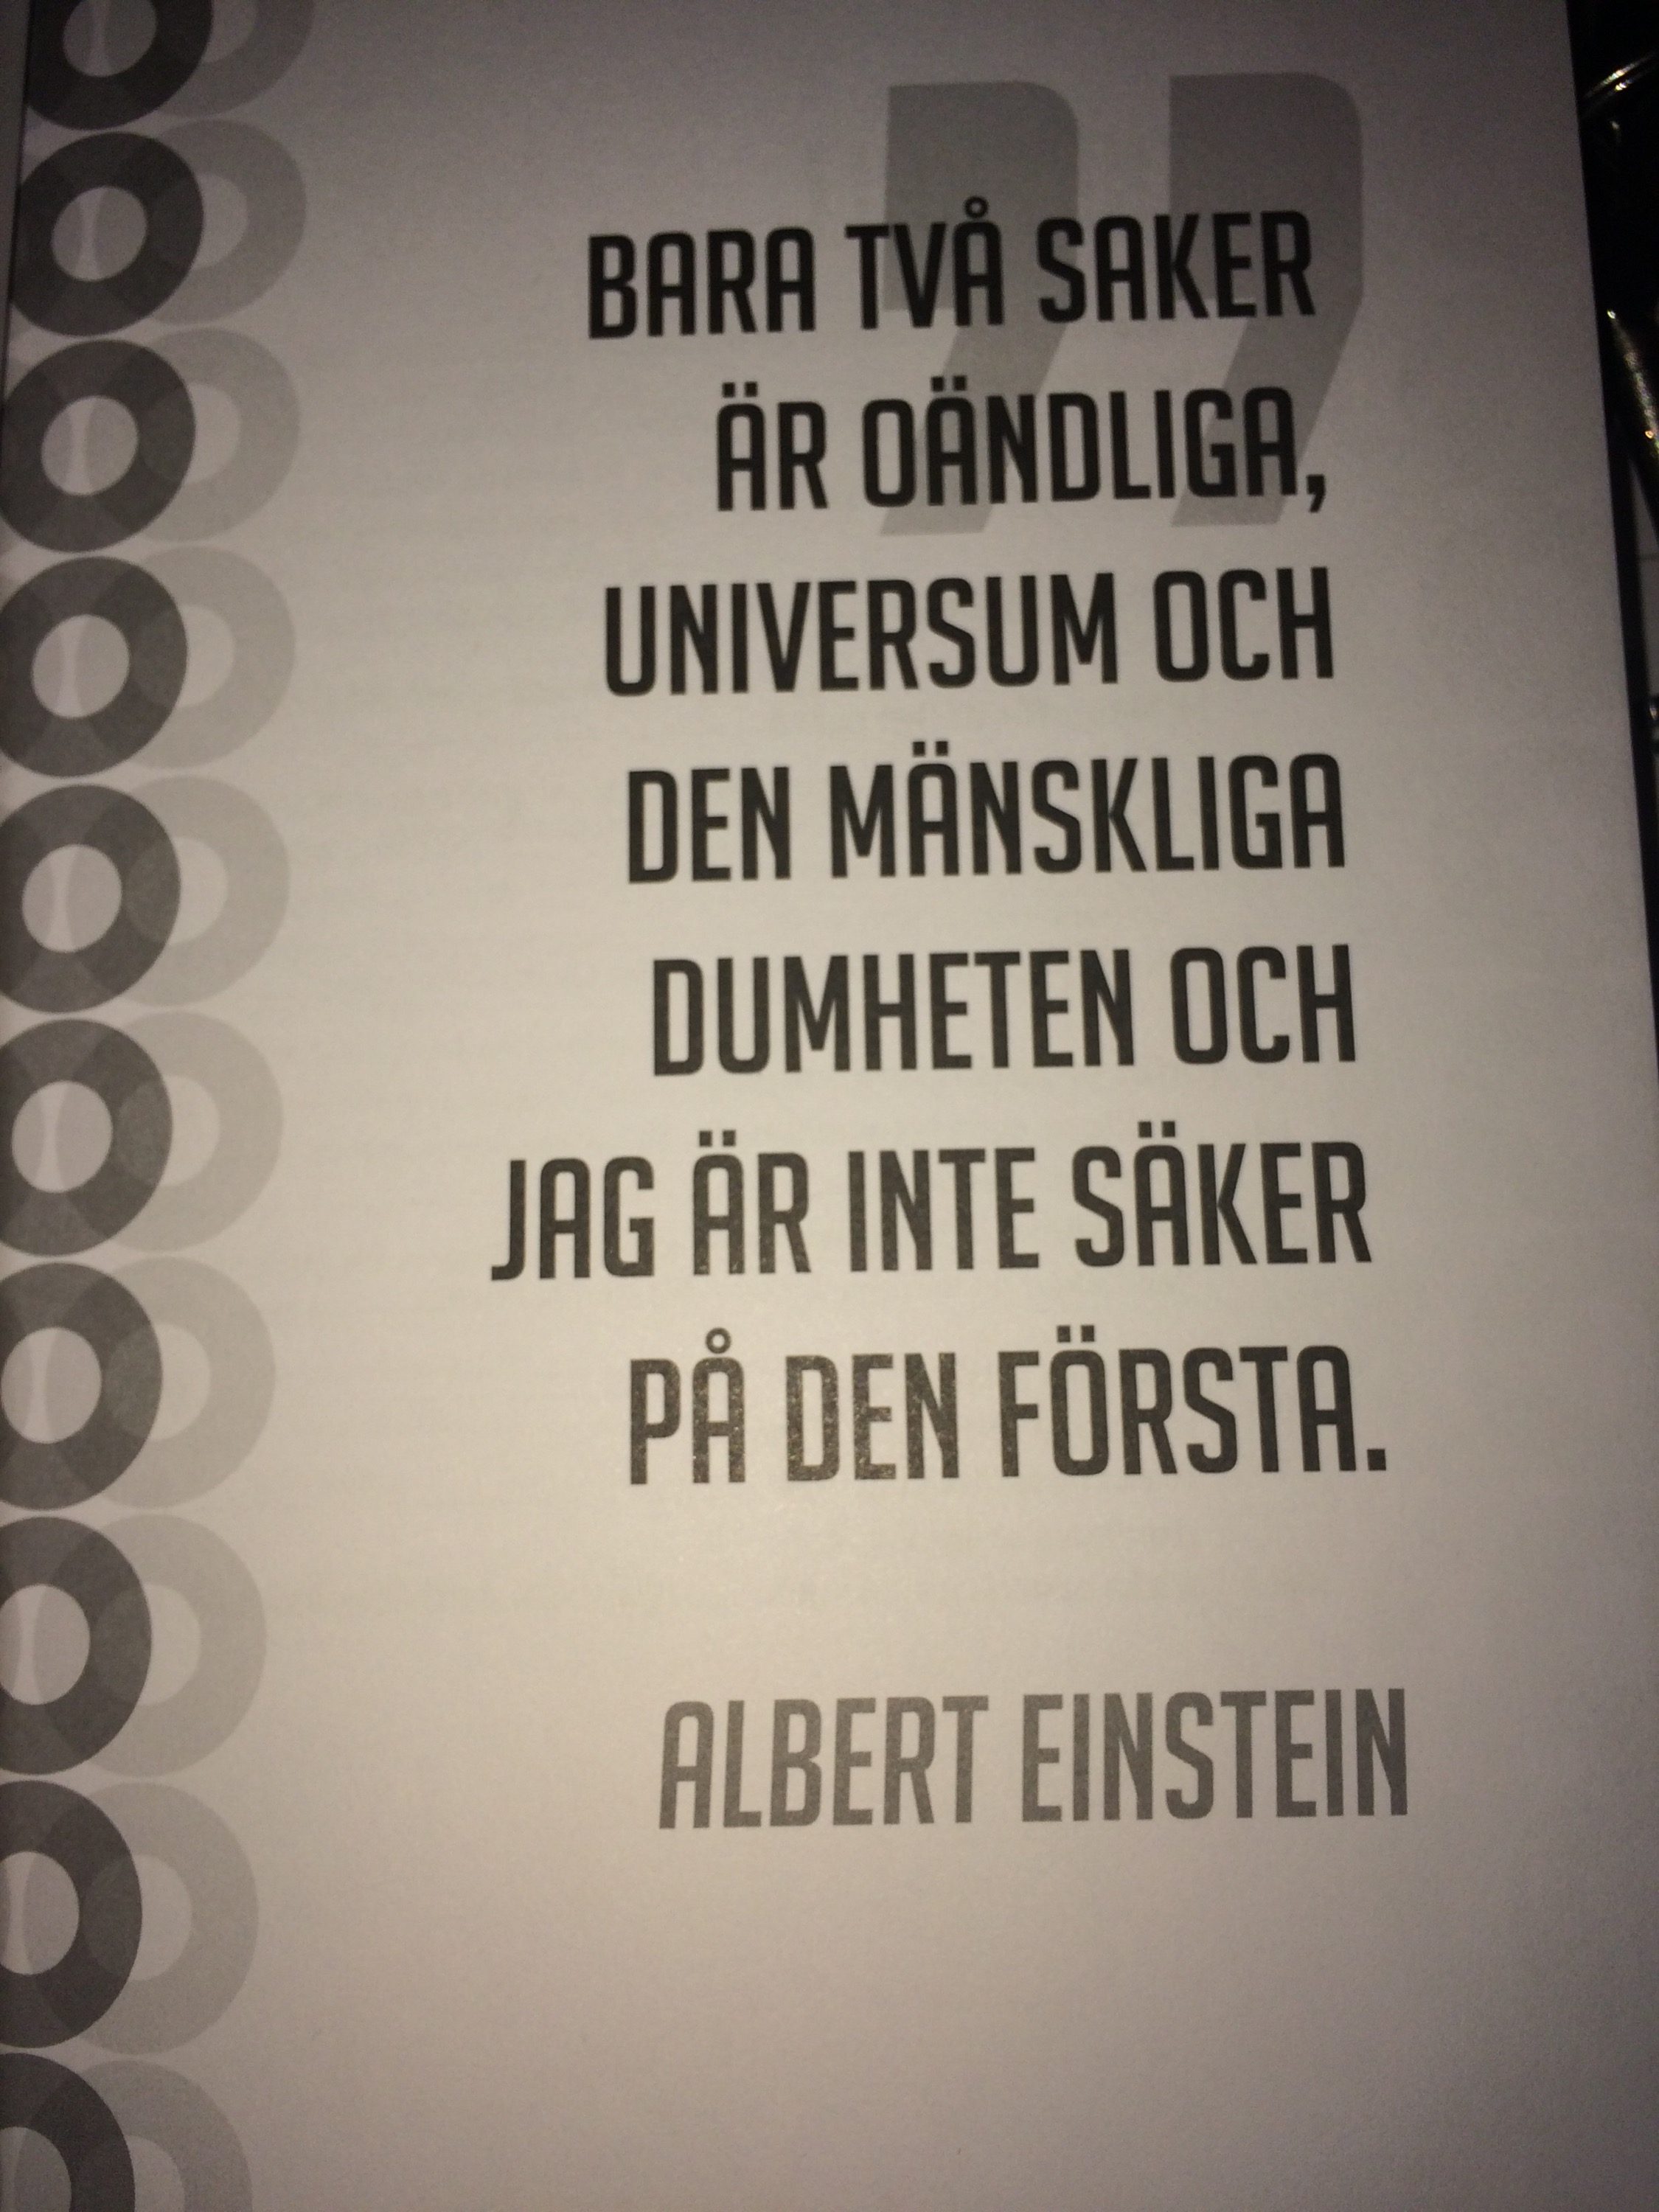 ”
BARA TVÅ SAKER
ÄR OÄNDLIGA,
UNIVERSUM OCH
DEN MÄNSKLIGA
DUMHETEN OCH
JAG ÄR INTE SÄKER
PÅ DEN FÖRSTA.
ALBERT EINSTEIN